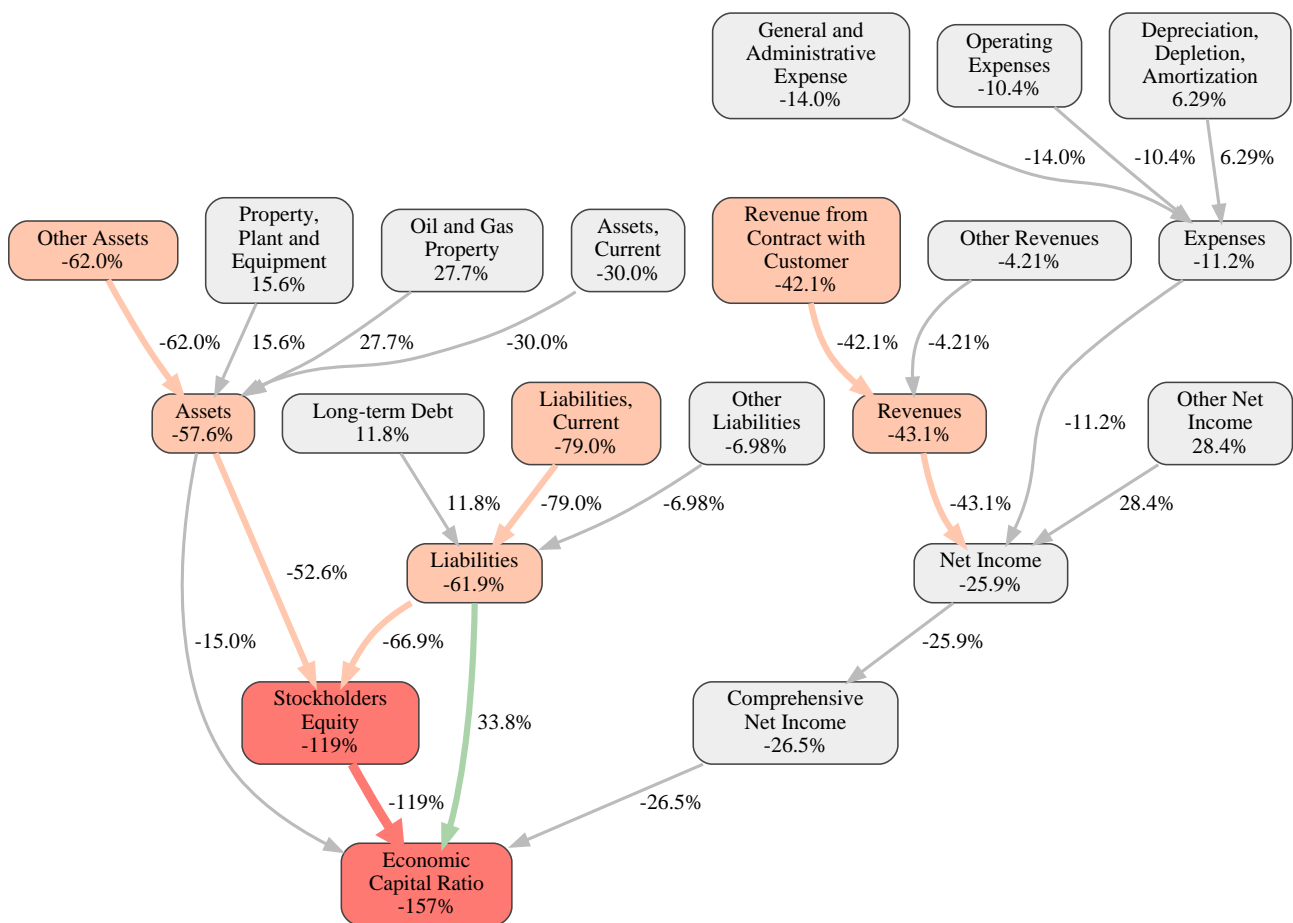 General and
Administrative
Expense
-14.0%
Operating
Expenses
-10.4%
Depreciation,
Depletion,
Amortization
6.29%
-14.0%
-10.4%
6.29%
Other Assets
-62.0%
Property,
Plant and
Equipment
15.6%
Oil and Gas
Property
27.7%
Assets,
Current
-30.0%
Revenue from
Contract with
Customer
-42.1%
Other Revenues
-4.21%
Expenses
-11.2%
-62.0%
15.6%
27.7%
-30.0%
-42.1%
-4.21%
Assets
-57.6%
Long-term Debt
11.8%
Liabilities,
Current
-79.0%
Other
Liabilities
-6.98%
Revenues
-43.1%
-11.2%
Other Net
Income
28.4%
11.8%
-79.0%
-6.98%
-43.1%
28.4%
-52.6%
Liabilities
-61.9%
Net Income
-25.9%
-15.0%
-66.9%
-25.9%
Stockholders
Equity
-119%
33.8%
Comprehensive
Net Income
-26.5%
-119%
-26.5%
Economic
Capital Ratio
-157%